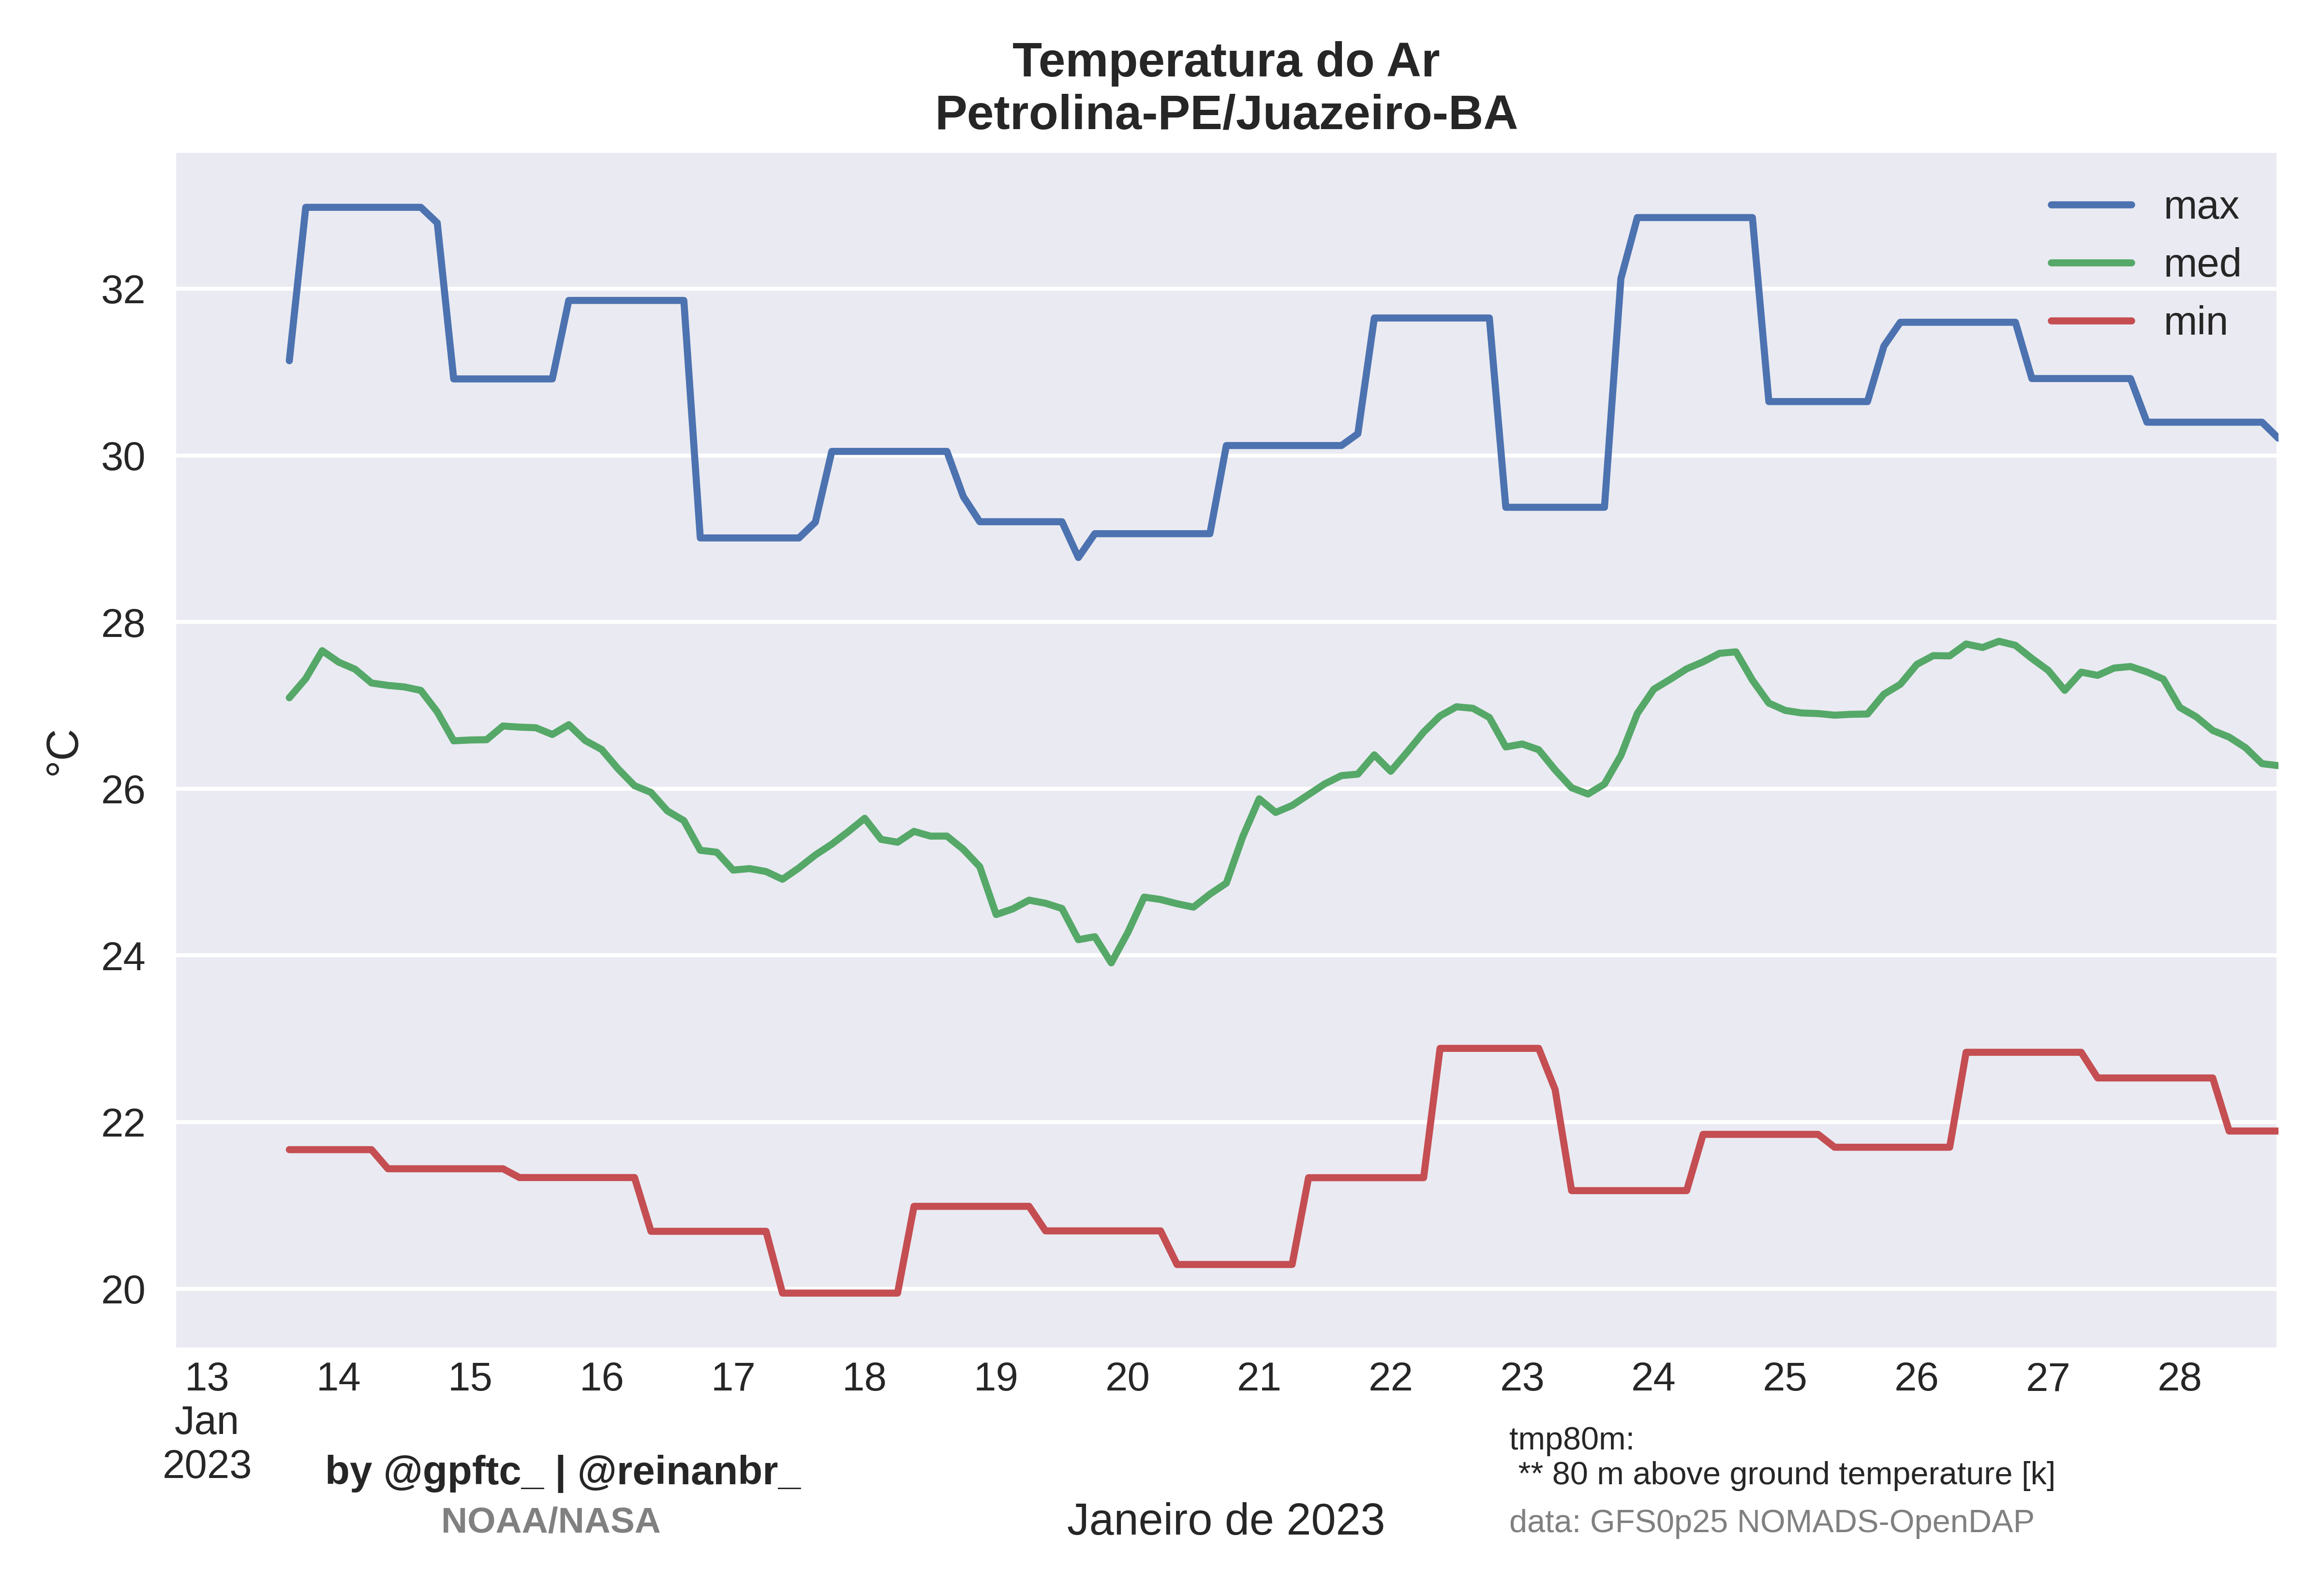 Temperatura do Ar
Petrolina-PE/Juazeiro-BA
max
med
min
32
30
28
26
24
22
20
°C
13 14 15 16 17 18 19 20 21 22 23 24 25 26 27 28
Jan
2023
by @gpftc_ | @reinanbr_
NOAA/NASA
Janeiro de 2023
tmp80m:
** 80 m above ground temperature [k]
data: GFS0p25 NOMADS-OpenDAP